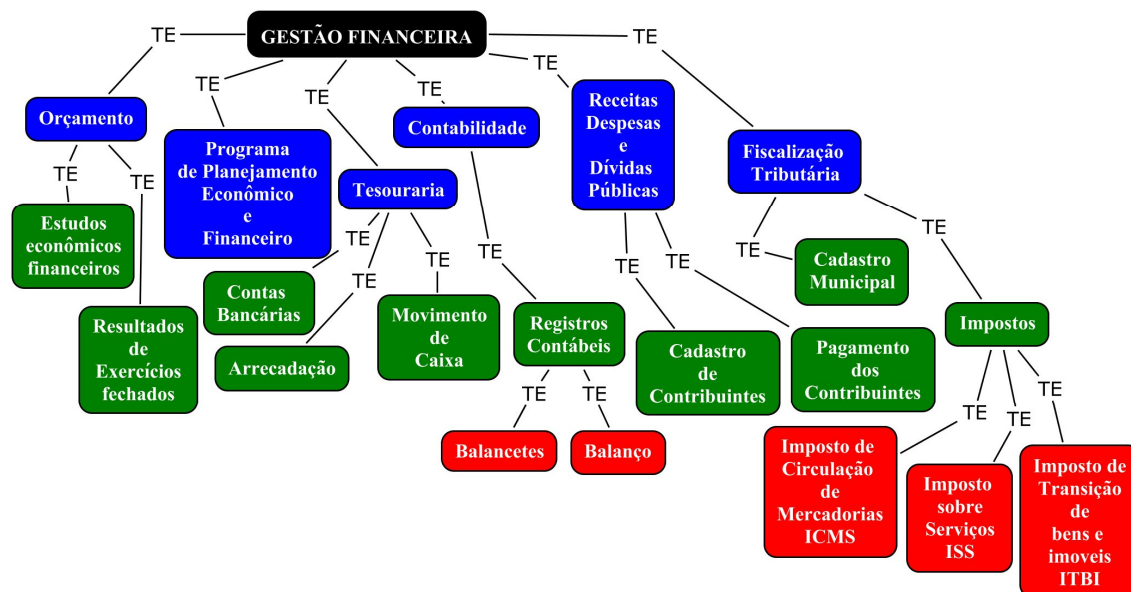 GESTÃO FINANCEIRA
TE
TE
TE
TE
TE
TE
Orçamento
Programa
de Planejamento
Econômico
e
Financeiro
Tesouraria
Contabilidade
Receitas
Despesas
e
Dívidas
Públicas
Fiscalização
Tributária
TE
TE
Estudos
econômicos
financeiros
Resultados
de
Exercícios
fechados
TE
TE
TE
Contas
Bancárias
Arrecadação
Movimento
de
Caixa
TE
Registros
Contábeis
TE
TE
Cadastro
de
Contribuintes
Pagamento
dos
Contribuintes
TE
TE
Cadastro
Municipal
Impostos
TE
TE
Balancetes
Balanço
TE
TE
TE
Imposto de
Circulação
de
Mercadorias
ICMS
Imposto
sobre
Serviços
ISS
Imposto de
Transição
de
bens e
imoveis
ITBI